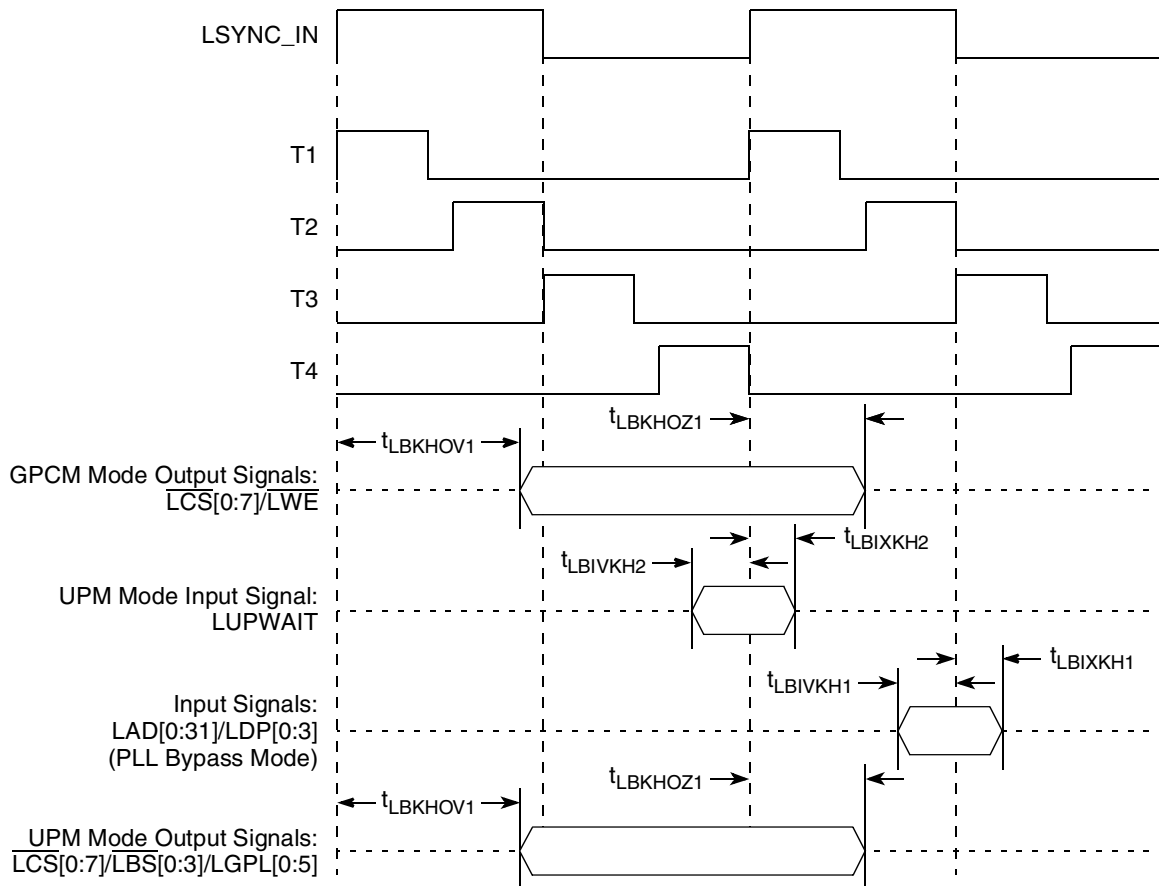 LSYNC_IN
T1
T2
T3
T4
tLBKHOZ1
tLBKHOV1
GPCM Mode Output Signals:
LCS[0:7]/LWE
tLBIXKH2
tLBIVKH2
UPM Mode Input Signal:
LUPWAIT
tLBIXKH1
tLBIVKH1
Input Signals:
LAD[0:31]/LDP[0:3]
(PLL Bypass Mode)
tLBKHOZ1
tLBKHOV1
UPM Mode Output Signals:
LCS[0:7]/LBS[0:3]/LGPL[0:5]